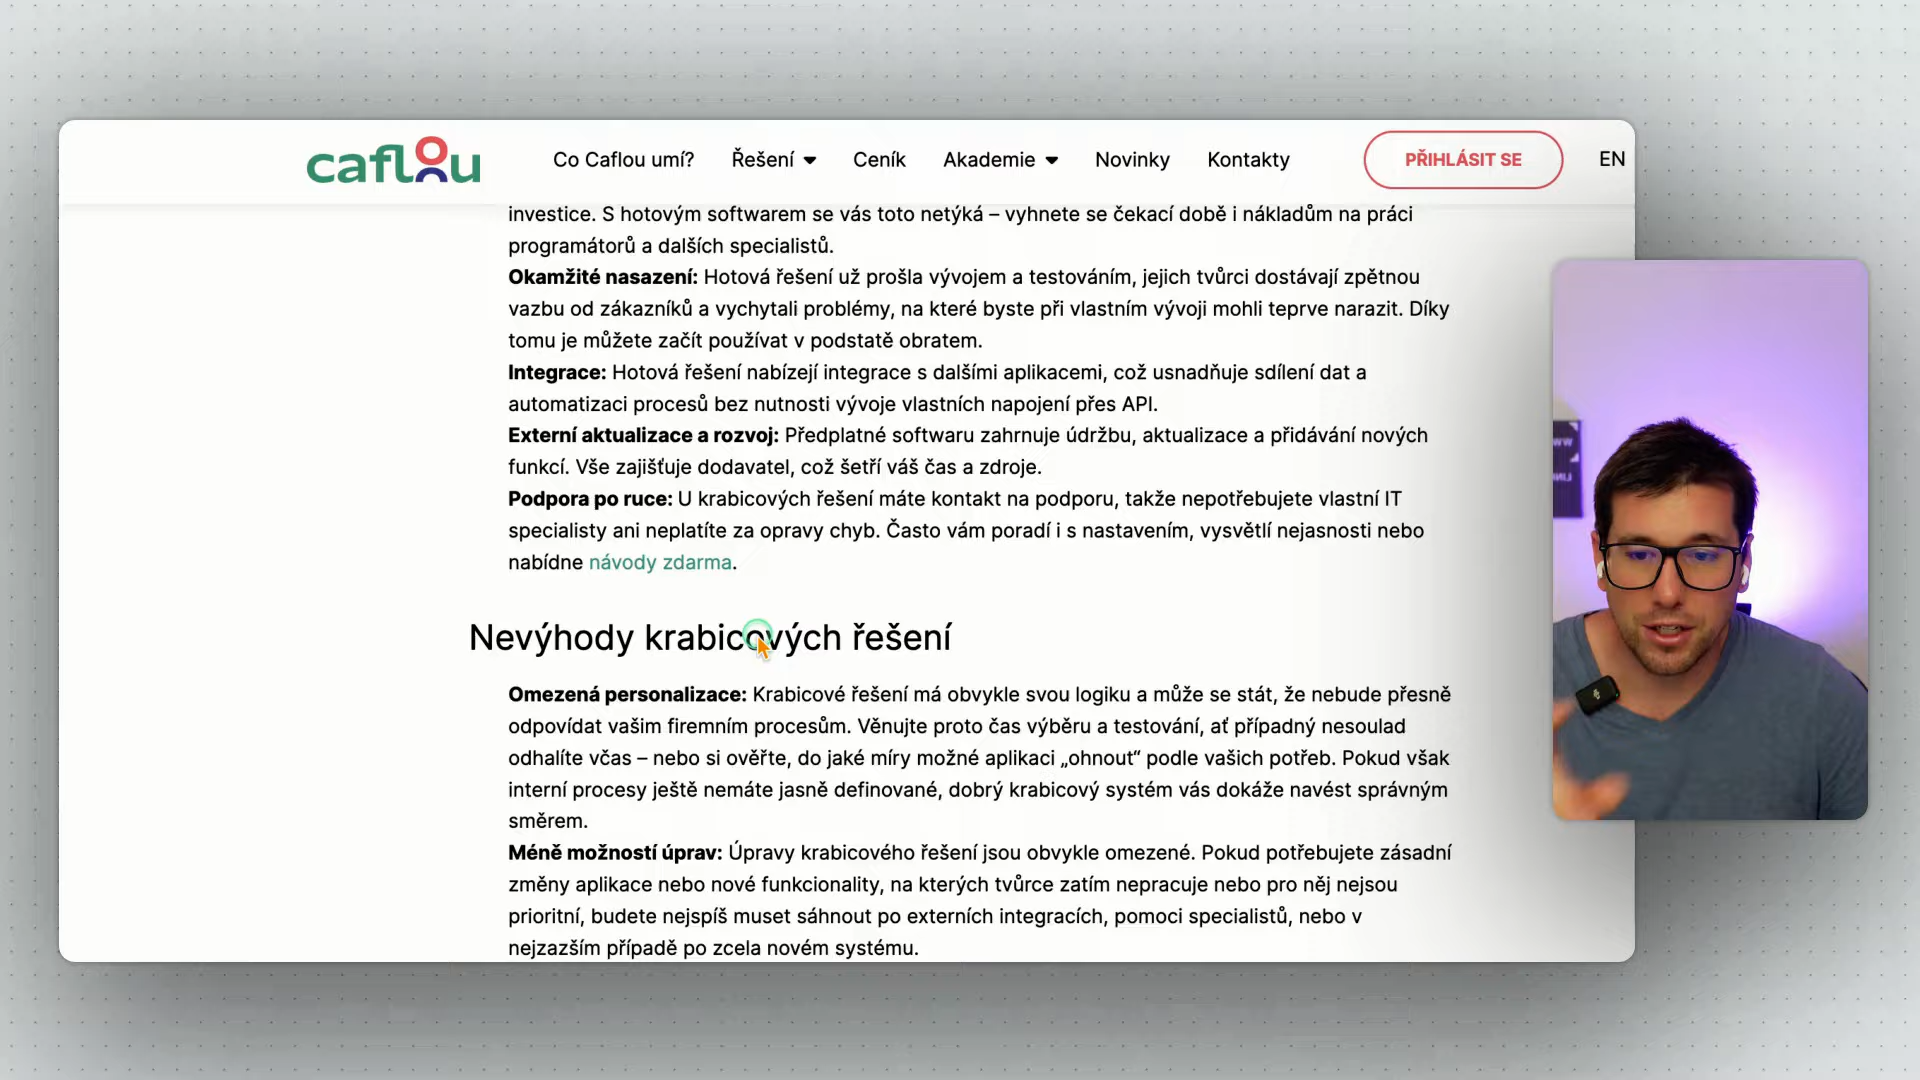 caflou
Co Caflou umí? Řešení Ceník Akademie Novinky Kontakty PŘIHLÁSIT SE EN
investice. S hotovým softwarem se vás toto netýká – vyhnete se čekací době i nákladům na práci
programátorů a dalších specialistů.
Okamžité nasazení: Hotová řešení už prošla vývojem a testováním, jejich tvůrci dostávají zpětnou
vazbu od zákazníků a vychytali problémy, na které byste při vlastním vývoji mohli teprve narazit. Díky
tomu je můžete začít používat v podstatě obratem.
Integrace: Hotová řešení nabízejí integrace s dalšími aplikacemi, což usnadňuje sdílení dat a
automatizaci procesů bez nutnosti vývoje vlastních napojení přes API.
Externí aktualizace a rozvoj: Předplatné softwaru zahrnuje údržbu, aktualizace a přidávání nových
funkcí. Vše zajišťuje dodavatel, což šetří váš čas a zdroje.
Podpora po ruce: U krabicových řešení máte kontakt na podporu, takže nepotřebujete vlastní IT
specialisty ani neplatíte za opravy chyb. Často vám poradí i s nastavením, vysvětlí nejasnosti nebo
nabídne návody zdarma.
Nevýhody krabicových řešení
Omezená personalizace: Krabicové řešení má obvykle svou logiku a může se stát, že nebude přesně
odpovídat vašim firemním procesům. Věnujte proto čas výběru a testování, ať případný nesoulad
odhalíte včas – nebo si ověřte, do jaké míry možné aplikaci „ohnout“ podle vašich potřeb. Pokud však
interní procesy ještě nemáte jasně definované, dobrý krabicový systém vás dokáže navést správným
směrem.
Méně možností úprav: Úpravy krabicového řešení jsou obvykle omezené. Pokud potřebujete zásadní
změny aplikace nebo nové funkcionality, na kterých tvůrce zatím nepracuje nebo pro něj nejsou
prioritní, budete nejspíš muset sáhnout po externích integracích, pomoci specialistů, nebo v
nejzazším případě po zcela novém systému.